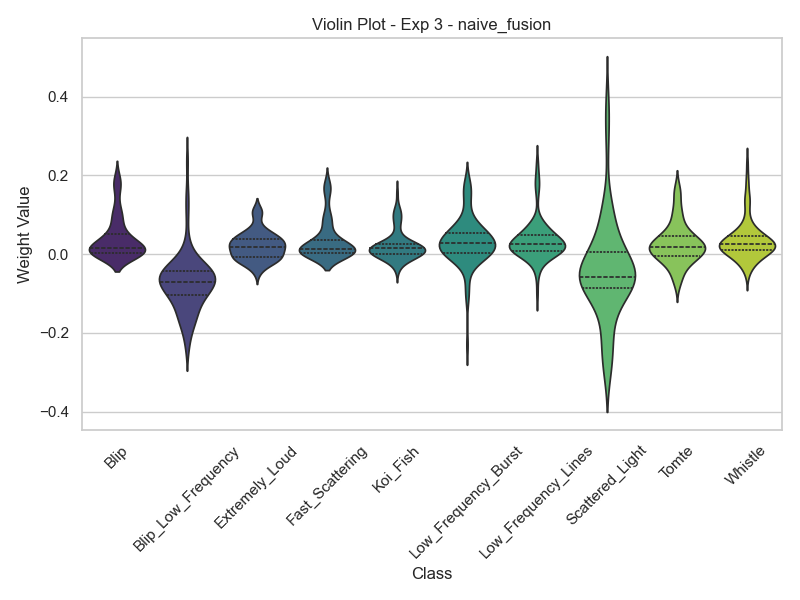 Violin Plot - Exp 3 - naive_fusion
Weight Value
0.4
0.2
0.0
−0.2
−0.4
Blip
Blip_Low_Frequency
Extremely_Loud
Fast_Scattering
Koi_Fish
Low_Frequency_Burst
Low_Frequency_Lines
Scattered_Light
Tomte
Whistle
Class